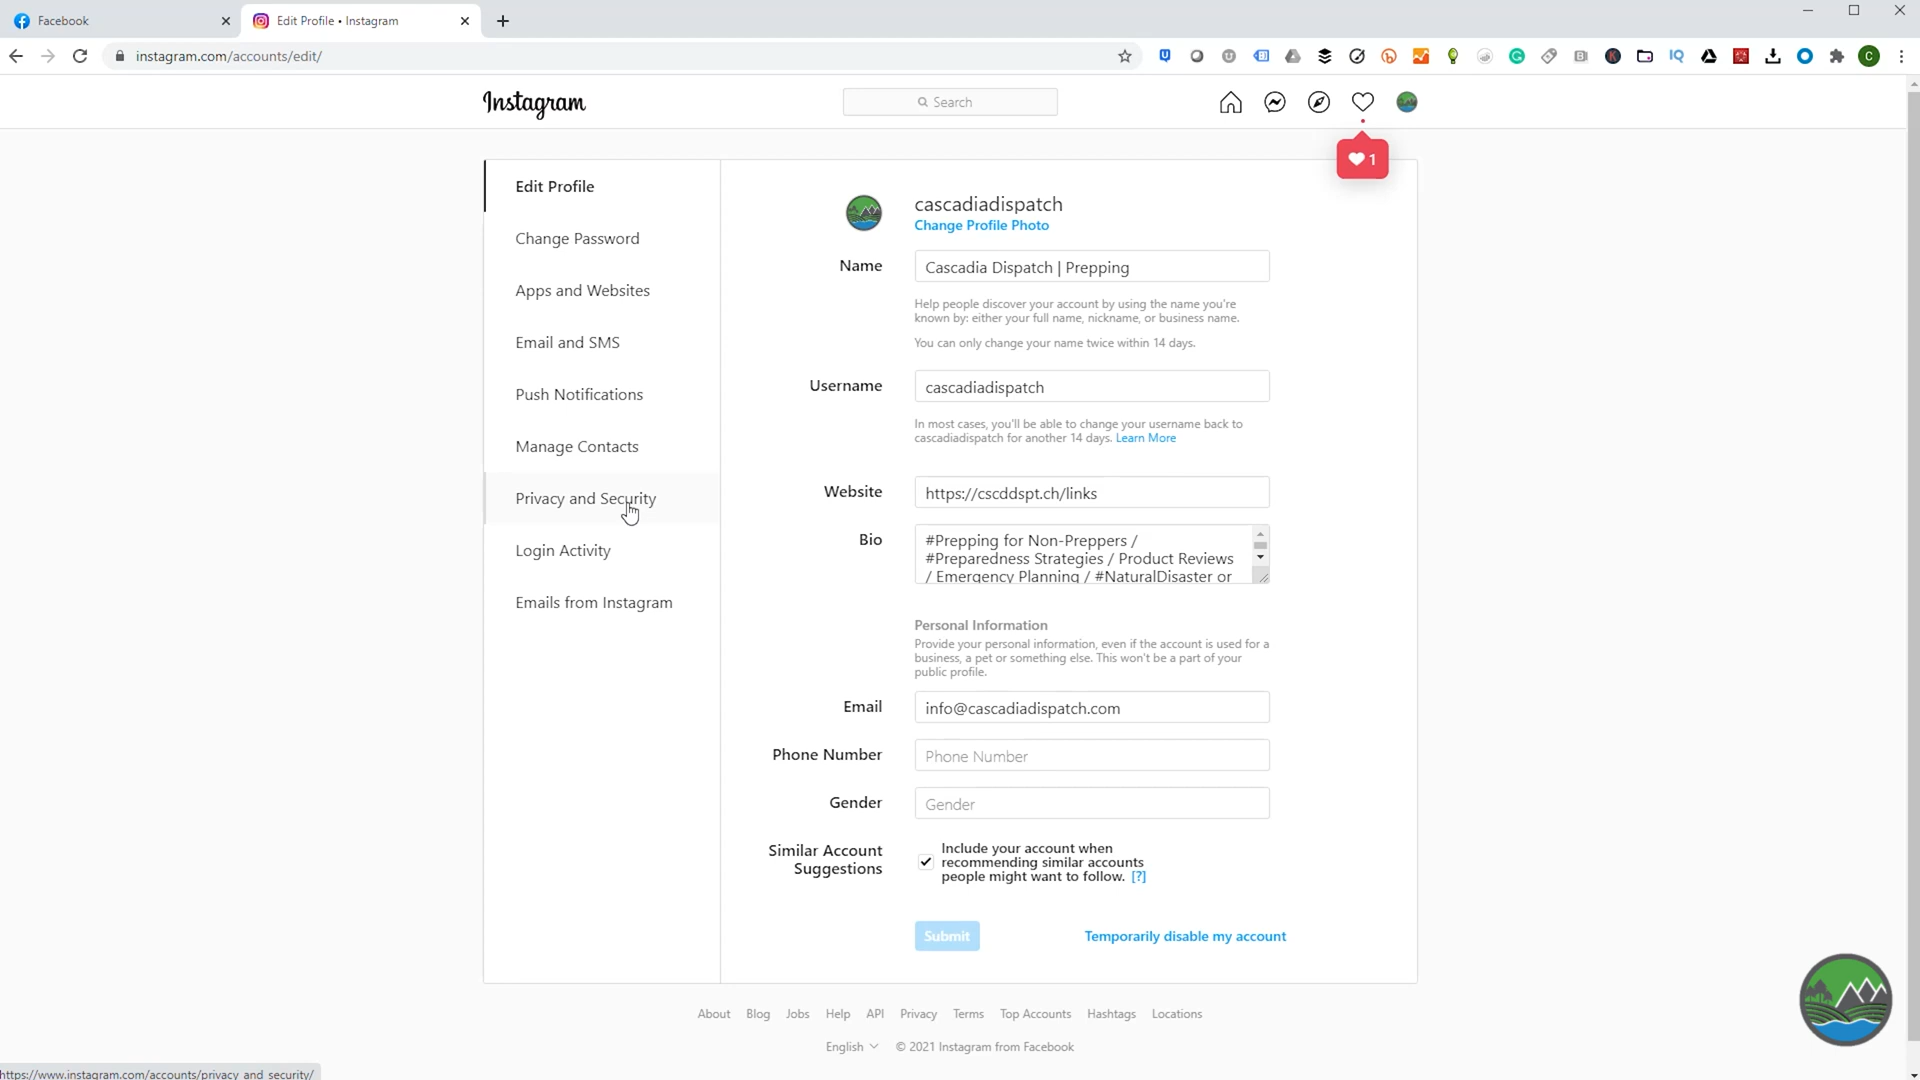 Facebook
Edit Profile • Instagram
instagram.com/accounts/edit/
Instagram
Search
1
Edit Profile
Change Password
Apps and Websites
Email and SMS
Push Notifications
Manage Contacts
Privacy and Security
Login Activity
Emails from Instagram
cascadiadispatch
Change Profile Photo
Name
Cascadia Dispatch | Prepping
Help people discover your account by using the name you're
known by: either your full name, nickname, or business name.
You can only change your name twice within 14 days.
Username
cascadiadispatch
In most cases, you'll be able to change your username back to
cascadiadispatch for another 14 days. Learn More
Website
https://cscddspt.ch/links
Bio
#Prepping for Non-Preppers /
#Preparedness Strategies / Product Reviews
/ Emergency Planning / #NaturalDisaster or
Personal Information
Provide your personal information, even if the account is used for a
business, a pet or something else. This won't be a part of your
public profile.
Email
info@cascadiadispatch.com
Phone Number
Phone Number
Gender
Gender
Similar Account
Suggestions
Include your account when
recommending similar accounts
people might want to follow. [?]
Submit
Temporarily disable my account
About Blog Jobs Help API Privacy Terms Top Accounts Hashtags Locations
English
© 2021 Instagram from Facebook
https://www.instagram.com/accounts/privacy_and_security/